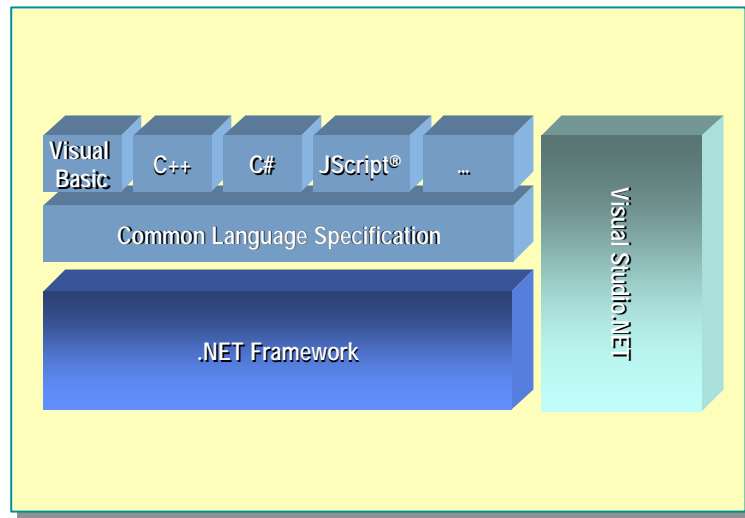 Visual
Basic
C++
C#
JScript®
...
Common Language Specification
.NET Framework
Visual Studio.NET